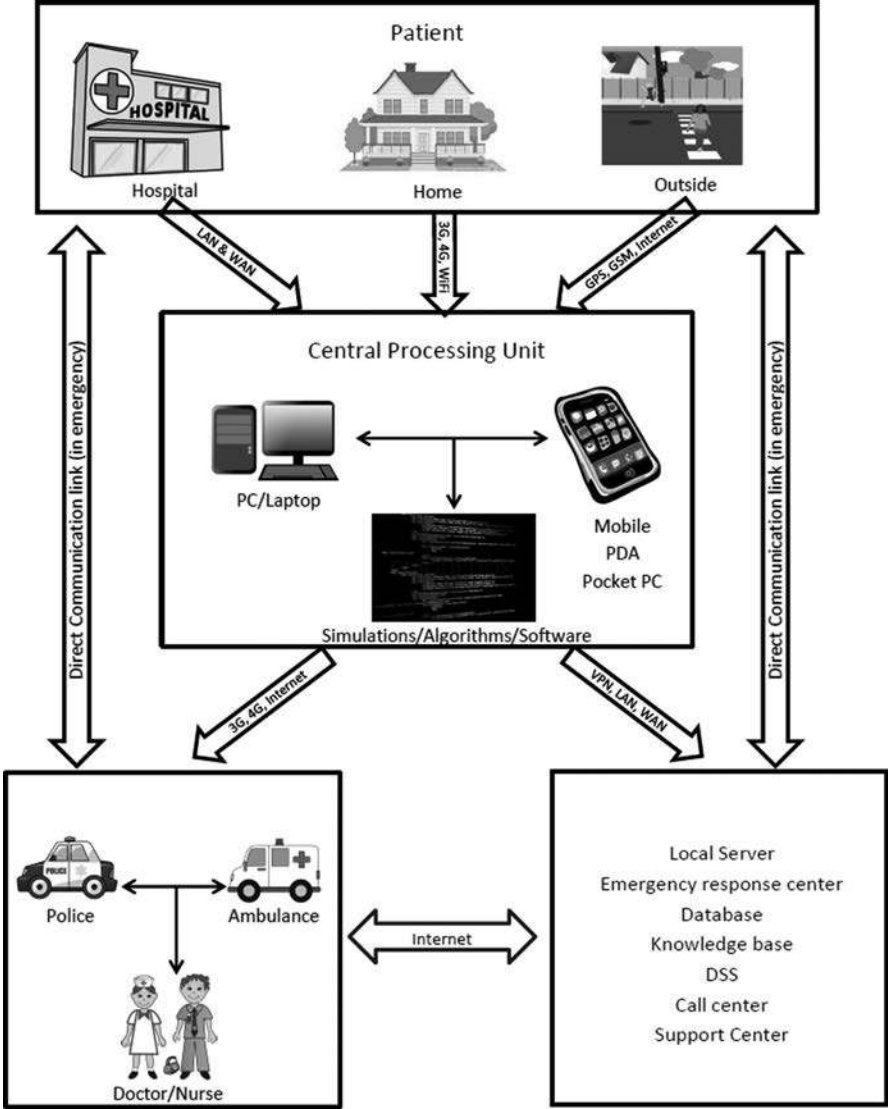 Patient
HOSPITAL
Hospital
Home
Outside
LAN & WAN
3G, 4G, WiFi
GPS, GSM, Internet
Direct Communication link (in emergency)
Direct Communication link (in emergency)
Central Processing Unit
PC/Laptop
Mobile
PDA
Pocket PC
Simulations/Algorithms/Software
3G, 4G, Internet
VPN, LAN, WAN
POLICE
Police
Ambulance
Doctor/Nurse
Internet
Local Server
Emergency response center
Database
Knowledge base
DSS
Call center
Support Center